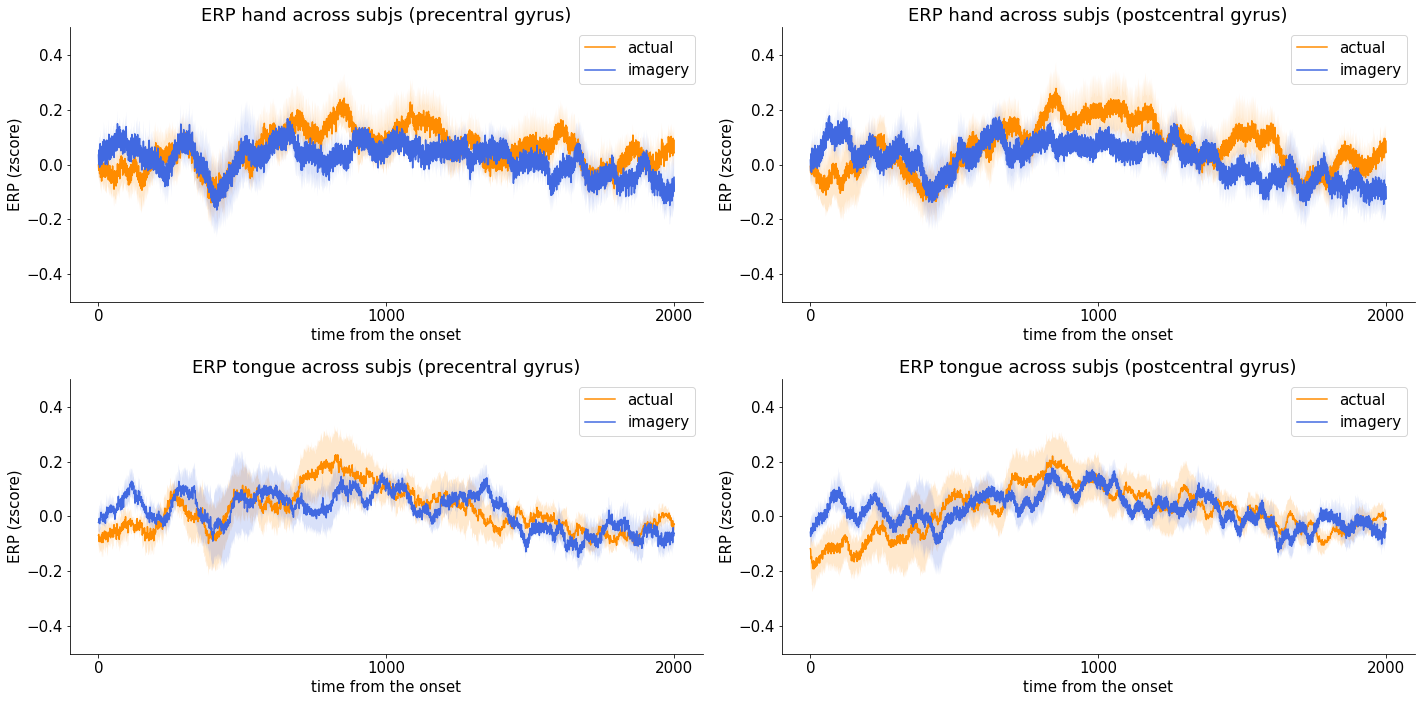 ERP hand across subjs (precentral gyrus)
0.4
0.2
0.0
−0.2
−0.4
ERP (zscore)
actual
imagery
0
1000
2000
time from the onset
ERP hand across subjs (postcentral gyrus)
0.4
0.2
0.0
−0.2
−0.4
ERP (zscore)
actual
imagery
0
1000
2000
time from the onset
ERP tongue across subjs (precentral gyrus)
0.4
0.2
0.0
−0.2
−0.4
ERP (zscore)
actual
imagery
0
1000
2000
time from the onset
ERP tongue across subjs (postcentral gyrus)
0.4
0.2
0.0
−0.2
−0.4
ERP (zscore)
actual
imagery
0
1000
2000
time from the onset